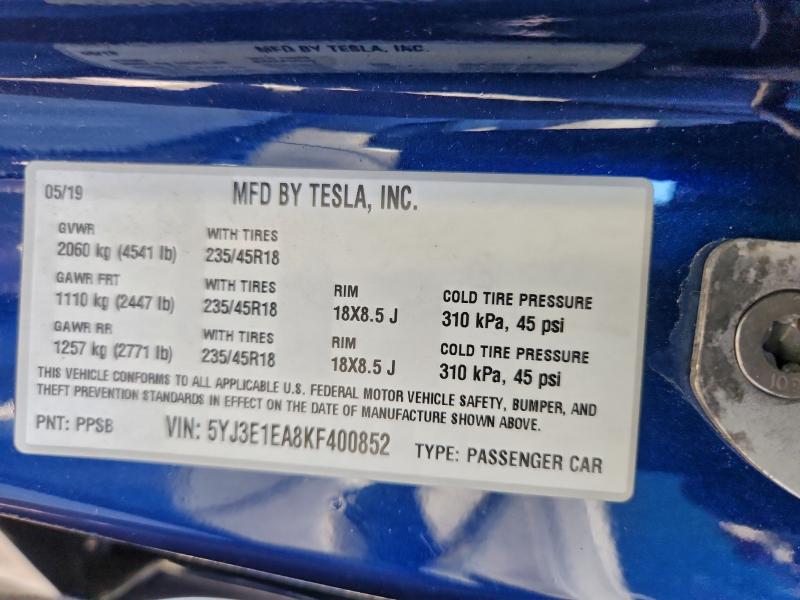 MFD BY TESLA, INC.
05/19
MFD BY TESLA, INC.
GVWR
2060 kg (4541 lb)
WITH TIRES
235/45R18
GAWR FRT
1110 kg (2447 lb)
WITH TIRES
235/45R18
RIM
18X8.5 J
COLD TIRE PRESSURE
310 kPa, 45 psi
GAWR RR
1257 kg (2771 lb)
WITH TIRES
235/45R18
RIM
18X8.5 J
COLD TIRE PRESSURE
310 kPa, 45 psi
THIS VEHICLE CONFORMS TO ALL APPLICABLE U.S. FEDERAL MOTOR VEHICLE SAFETY, BUMPER, AND
THEFT PREVENTION STANDARDS IN EFFECT ON THE DATE OF MANUFACTURE SHOWN ABOVE.
PNT: PPSB
VIN: 5YJ3E1EA8KF400852
TYPE: PASSENGER CAR